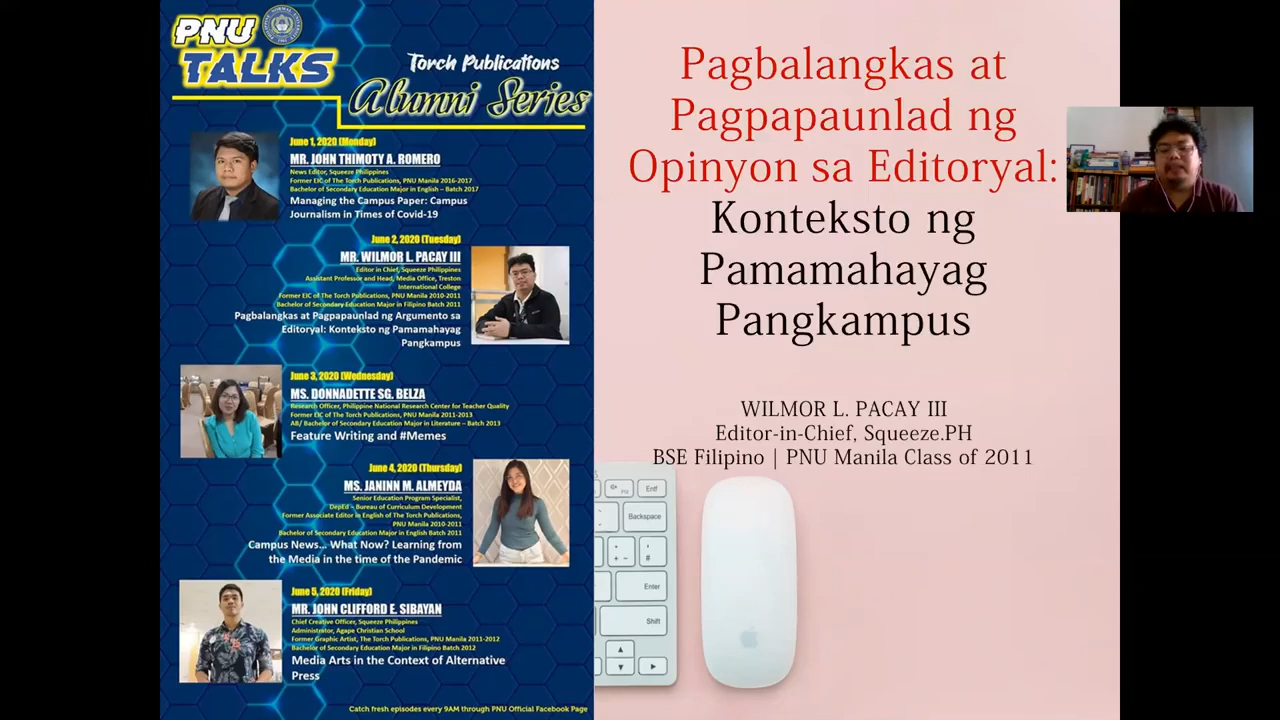 PNU
TALKS
Torch Publications
Alumni Series
June 1, 2020 (Monday)
MR. JOHN THIMOTY A. ROMERO
News Editor, Squeeze Philippines
Former EIC of The Torch Publications, PNU Manila 2016-2017
Bachelor of Secondary Education Major in English – Batch 2017
Managing the Campus Paper: Campus
Journalism in Times of Covid-19
June 2, 2020 (Tuesday)
MR. WILMOR L. PACAY III
Editor in Chief, Squeeze Philippines
Assistant Professor and Head, Media Office, Treston
International College
Former EIC of The Torch Publications, PNU Manila 2010-2011
Bachelor of Secondary Education Major in Filipino Batch 2011
Pagbalangkas at Pagpapaunlad ng Argumento sa
Editoryal: Konteksto ng Pamamahayag
Pangkampus
June 3, 2020 (Wednesday)
MS. DONNADETTE SG. BELZA
Research Officer, Philippine National Research Center for Teacher Quality
Former EIC of The Torch Publications, PNU Manila 2011-2013
AB/ Bachelor of Secondary Education Major in Literature – Batch 2013
Feature Writing and #Memes
June 4, 2020 (Thursday)
MS. JANINN M. ALMEYDA
Senior Education Program Specialist,
DepEd – Bureau of Curriculum Development
Former Associate Editor in English of The Torch Publications,
PNU Manila 2010-2011
Bachelor of Secondary Education Major in English Batch 2011
Campus News... What Now? Learning from
the Media in the time of the Pandemic
June 5, 2020 (Friday)
MR. JOHN CLIFFORD E. SIBAYAN
Chief Creative Officer, Squeeze Philippines
Administrator, Agape Christian School
Former Graphic Artist, The Torch Publications, PNU Manila 2011-2012
Bachelor of Secondary Education Major in Filipino Batch 2012
Media Arts in the Context of Alternative
Press
Catch fresh episodes every 9AM through PNU Official Facebook Page
Pagbalangkas at
Pagpapaunlad ng
Opinyon sa Editoryal:
Konteksto ng
Pamamahayag
Pangkampus
WILMOR L. PACAY III
Editor-in-Chief, Squeeze.PH
BSE Filipino | PNU Manila Class of 2011
Entf
Backspace
Enter
Shift